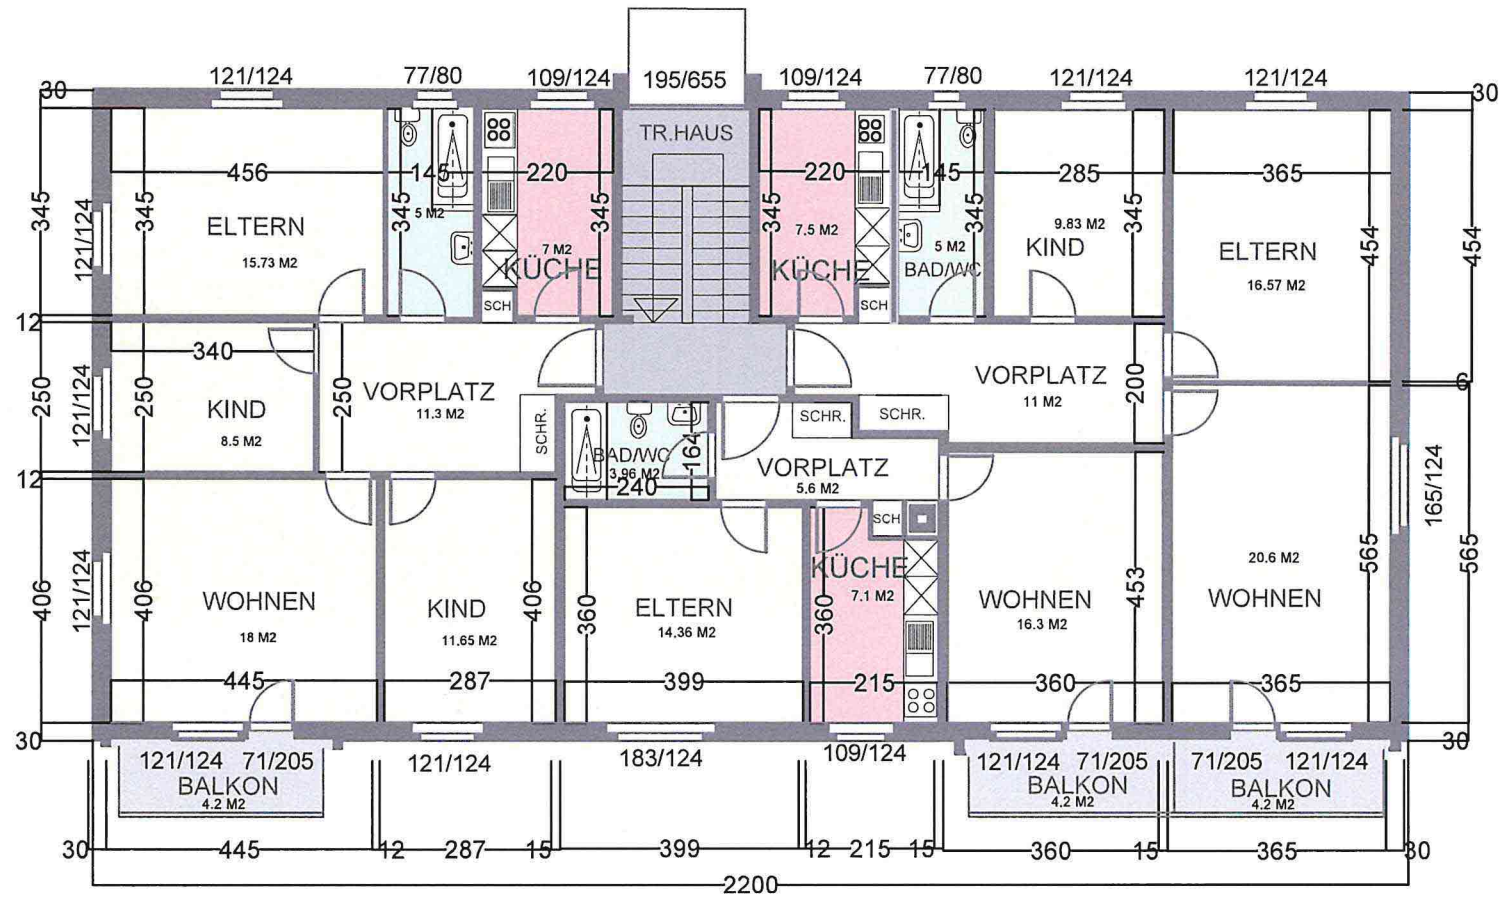 121/124
77/80
109/124
195/655
109/124
77/80
121/124
121/124
30
30
TR.HAUS
456
145
220
220
145
285
365
345
121/124
345
345
345
345
345
345
454
454
ELTERN
15.73 M2
5 M2
7 M2
KÜCHE
7.5 M2
KÜCHE
5 M2
BAD/WC
9.83 M2
KIND
ELTERN
16.57 M2
SCH
SCH
12
340
250
121/124
250
250
KIND
8.5 M2
VORPLATZ
11.3 M2
SCHR.
VORPLATZ
11 M2
200
6
SCHR.
SCHR.
BAD/WC
3.96 M2
164
240
VORPLATZ
5.6 M2
12
165/124
SCH
406
121/124
406
WOHNEN
18 M2
KIND
11.65 M2
406
360
ELTERN
14.36 M2
KÜCHE
7.1 M2
360
WOHNEN
16.3 M2
453
20.6 M2
WOHNEN
565
565
445
287
399
215
360
365
30
30
121/124
71/205
BALKON
4.2 M2
121/124
183/124
109/124
121/124
71/205
BALKON
4.2 M2
71/205
121/124
BALKON
4.2 M2
30
445
12
287
15
399
12
215
15
360
15
365
30
2200